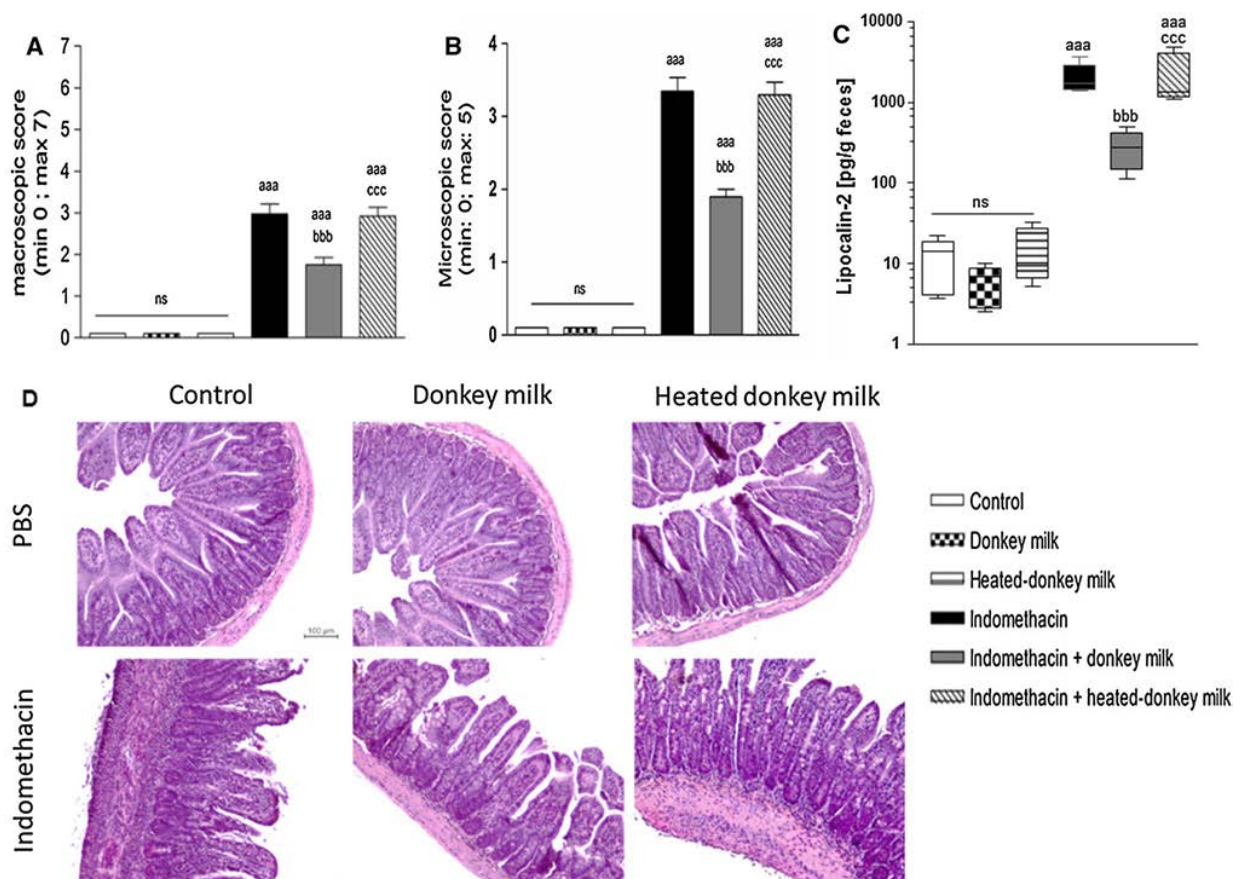 A
macroscopic score
(min 0 ; max 7)
7
6
5
4
3
2
1
0
ns
aaa
aaa
bbb
aaa
ccc
B
Microscopic score
(min: 0; max: 5)
4
3
2
1
0
ns
aaa
aaa
bbb
aaa
ccc
C
Lipocalin-2 [pg/g feces]
10000
1000
100
10
1
ns
aaa
bbb
aaa
ccc
D
Control
Donkey milk
Heated donkey milk
PBS
100 µm
Indomethacin
Control
Donkey milk
Heated-donkey milk
Indomethacin
Indomethacin + donkey milk
Indomethacin + heated-donkey milk